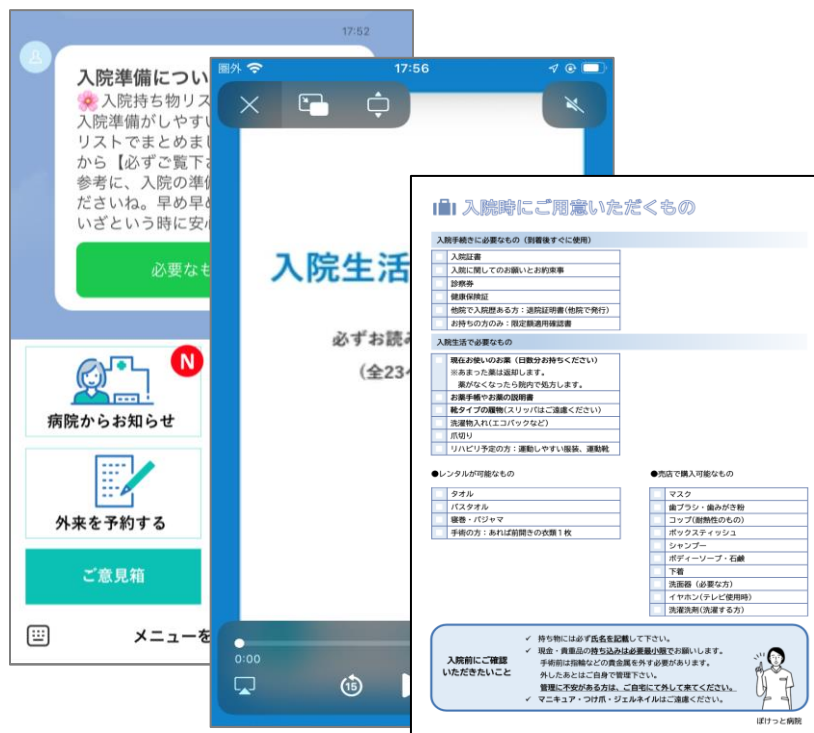 17:52
入院準備につい
🌸入院持ち物リス
入院準備がしやす
リストでまとめまし
から【必ずご覧下さ
参考に、入院の準備
ださいね。早め早め
いざという時に安心
必要なも
N
病院からお知らせ
外来を予約する
ご意見箱
メニューを
圏外
17:56
入院生活
必ずお読み
(全23ペ
0:00
15
入院時にご用意いただくもの
入院手続きに必要なもの(到着後すぐに使用)
入院証書
入院に関してのお願いとお約束事
診察券
健康保険証
他院で入院歴ある方:退院証明書(他院で発行)
お持ちの方のみ:限定額適用確認書
入院生活で必要なもの
現在お使いのお薬(日数分お持ちください)
※あまった薬は返却します。
薬がなくなったら院内で処方します。
お薬手帳やお薬の説明書
靴タイプの履物(スリッパはご遠慮ください)
洗濯物入れ(エコバックなど)
爪切り
リハビリ予定の方:運動しやすい服装、運動靴
●レンタルが可能なもの
タオル
バスタオル
寝巻・パジャマ
手術の方:あれば前開きの衣類1枚
●売店で購入可能なもの
マスク
歯ブラシ・歯みがき粉
コップ(耐熱性のもの)
ボックスティッシュ
シャンプー
ボディーソープ・石鹸
下着
洗面器(必要な方)
イヤホン(テレビ使用時)
洗濯洗剤(洗濯する方)
入院前にご確認
いただきたいこと
✓ 持ち物には必ず氏名を記載して下さい。
✓ 現金・貴重品の持ち込みは必要最小限でお願いします。
手術前は指輪などの貴金属を外す必要があります。
外したあとはご自身で管理下さい。
管理に不安がある方は、ご自宅にて外して来てください。
✓ マニキュア・つけ爪・ジェルネイルはご遠慮ください。
ぽけっと病院